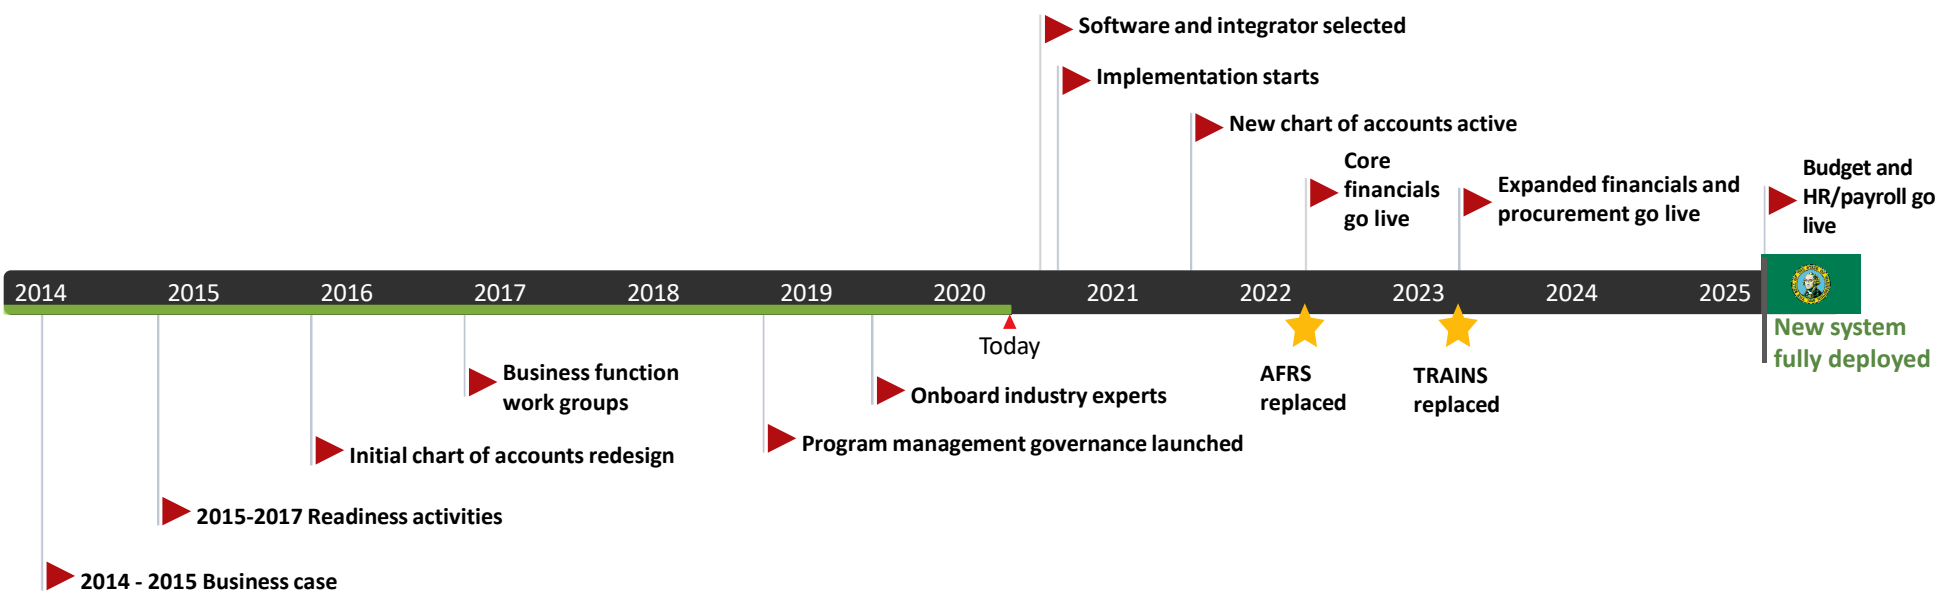 Software and integrator selected
Implementation starts
New chart of accounts active
Core
financials
go live
Expanded financials and
procurement go live
Budget and
HR/payroll go
live
2014 2015 2016 2017 2018 2019 2020 2021 2022 2023 2024 2025
New system
fully deployed
Today
AFRS
replaced
TRAINS
replaced
Business function
work groups
Onboard industry experts
Program management governance launched
Initial chart of accounts redesign
2015-2017 Readiness activities
2014 - 2015 Business case